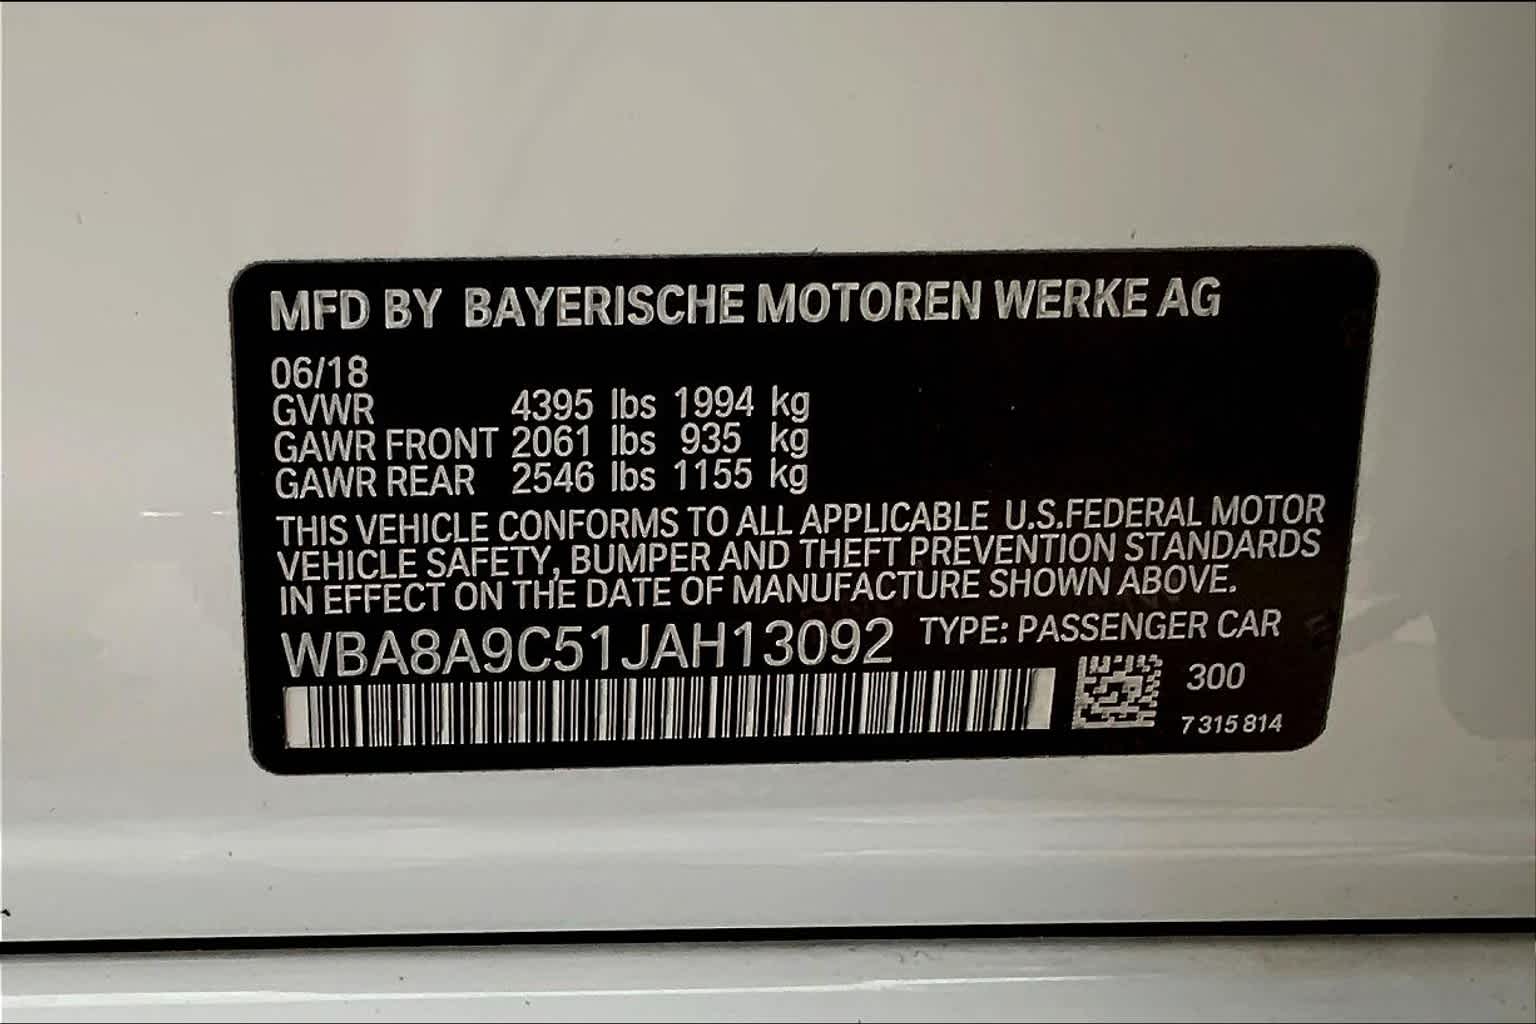 MFD BY BAYERISCHE MOTOREN WERKE AG
06/18
GVWR 4395 lbs 1994 kg
GAWR FRONT 2061 lbs 935 kg
GAWR REAR 2546 lbs 1155 kg
THIS VEHICLE CONFORMS TO ALL APPLICABLE U.S.FEDERAL MOTOR
VEHICLE SAFETY, BUMPER AND THEFT PREVENTION STANDARDS
IN EFFECT ON THE DATE OF MANUFACTURE SHOWN ABOVE.
WBA8A9C51JAH13092 TYPE: PASSENGER CAR
300
7 315 814